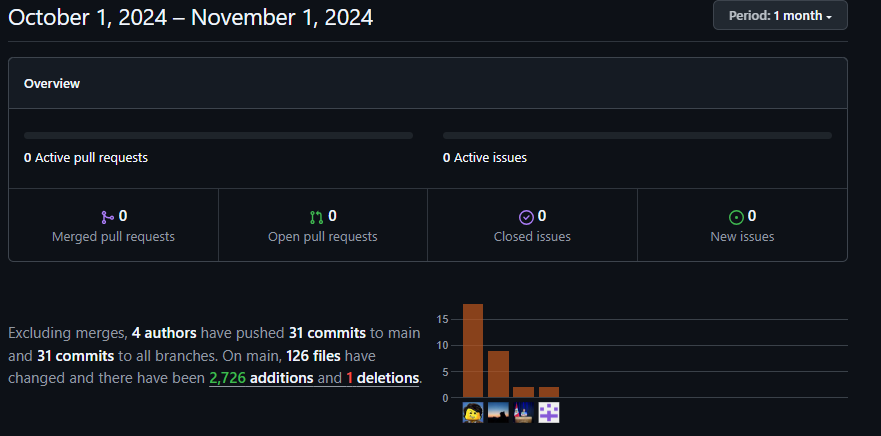 October 1, 2024 – November 1, 2024
Period: 1 month
Overview
0 Active pull requests
0 Active issues
0
Merged pull requests
0
Open pull requests
0
Closed issues
0
New issues
Excluding merges, 4 authors have pushed 31 commits to main
and 31 commits to all branches. On main, 126 files have
changed and there have been 2,726 additions and 1 deletions.
15
10
5
0